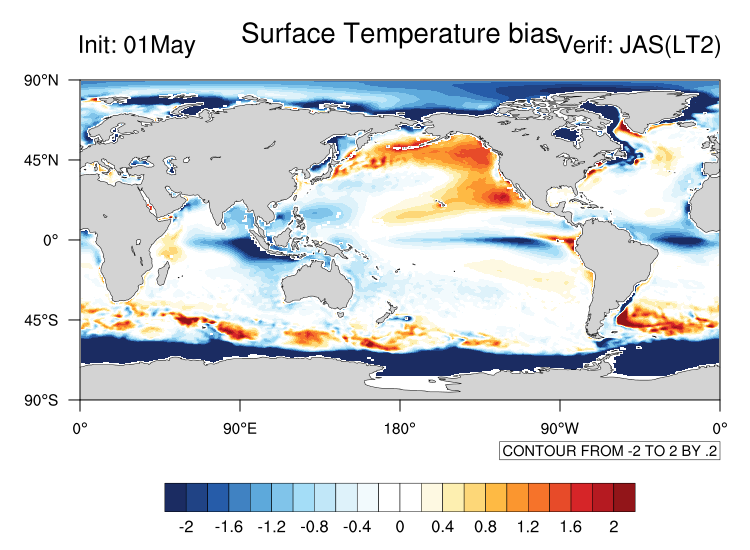 Surface Temperature bias
Init: 01May
Verif: JAS(LT2)
90°N
45°N
0°
45°S
90°S
0° 90°E 180° 90°W 0°
CONTOUR FROM -2 TO 2 BY .2
-2 -1.6 -1.2 -0.8 -0.4 0 0.4 0.8 1.2 1.6 2